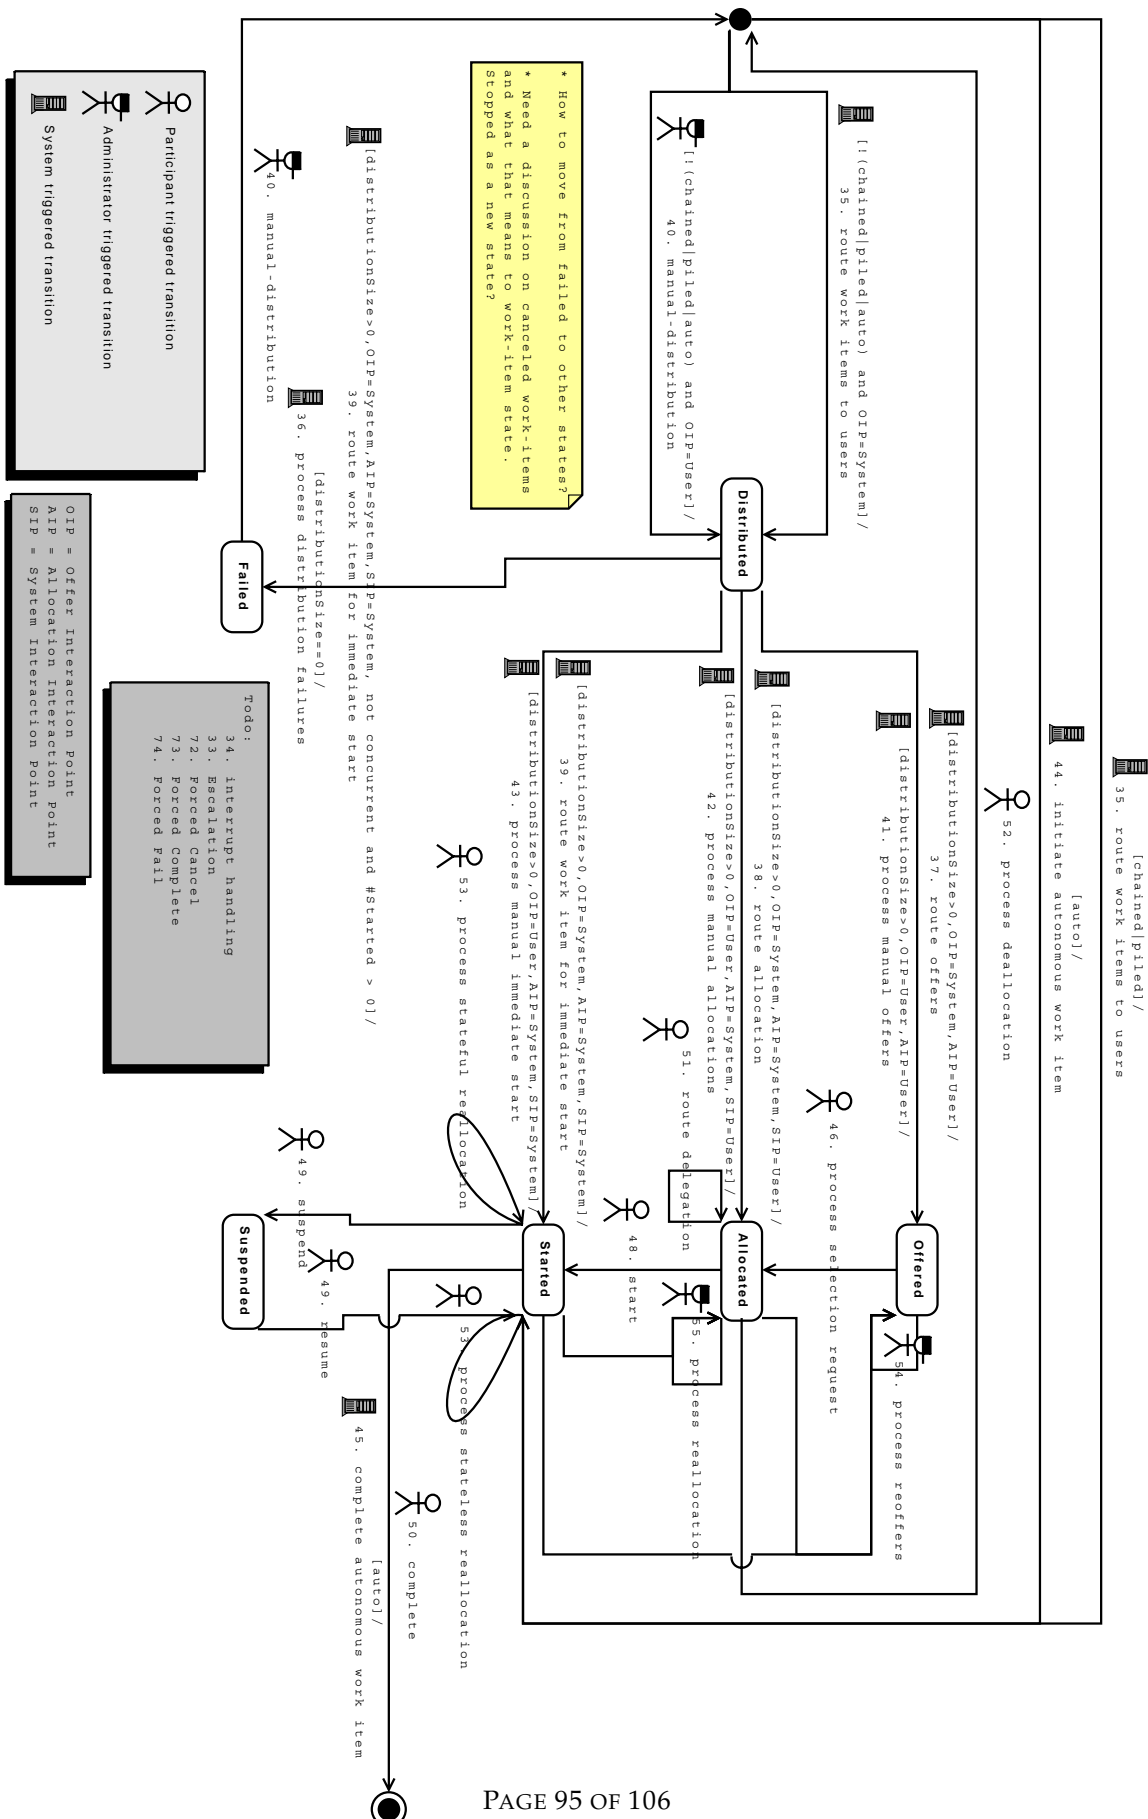 [chained|piled]/
35. route work items to users
[auto]/
44. initiate autonomous work item
52. process deallocation
[!(chained|piled|auto) and OIP=System]/
35. route work items to users
[!(chained|piled|auto) and OIP=User]/
40. manual-distribution
* How to move from failed to other states?
* Need a discussion on canceled work-items
and what that means to work-item state.
Stopped as a new state?
Distributed
[distributionSize>0,OIP=System,AIP=User]/
37. route offers
[distributionSize>0,OIP=User,AIP=User]/
41. process manual offers
[distributionSize>0,OIP=System,AIP=System,SIP=User]/
38. route allocation
[distributionSize>0,OIP=User,AIP=System,SIP=User]/
42. process manual allocations
[distributionSize>0,OIP=System,AIP=System,SIP=System]/
39. route work item for immediate start
[distributionSize>0,OIP=User,AIP=System,SIP=System]/
43. process manual immediate start
Offered
54. process reoffers
46. process selection request
Allocated
51. route delegation
55. process reallocation
48. start
Started
53. process stateful reallocation
53. process stateless reallocation
50. complete
[auto]/
45. complete autonomous work item
[distributionSize>0,OIP=System,AIP=System,SIP=System, not concurrent and #Started > 0]/
39. route work item for immediate start
[distributionSize==0]/
36. process distribution failures
40. manual-distribution
Failed
49. suspend
49. resume
Suspended
Participant triggered transition
Administrator triggered transition
System triggered transition
OIP = Offer Interaction Point
AIP = Allocation Interaction Point
SIP = System Interaction Point
Todo:
34. interrupt handling
33. Escalation
72. Forced Cancel
73. Forced Complete
74. Forced Fail
PAGE 95 OF 106